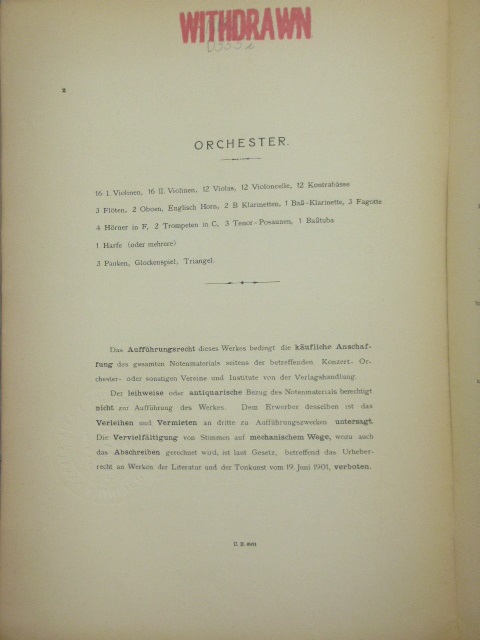 WITHDRAWN
2
ORCHESTER.
16 I. Violinen, 16 II. Violinen, 12 Violas, 12 Violoncelle, 12 Kontrabässe
3 Flöten, 2 Oboen, Englisch Horn, 2 B Klarinetten, 1 Baß-Klarinette, 3 Fagotte
4 Hörner in F, 2 Trompeten in C, 3 Tenor-Posaunen, 1 Baßtuba
1 Harfe (oder mehrere)
3 Pauken, Glockenspiel, Triangel.
Das Aufführungsrecht dieses Werkes bedingt die käufliche Anschaf-
fung des gesamten Notenmaterials seitens der betreffenden Konzert- Or-
chester- oder sonstigen Vereine und Institute von der Verlagshandlung.
Der leihweise oder antiquarische Bezug des Notenmaterials berechtigt
nicht zur Aufführung des Werkes. Dem Erwerber desselben ist das
Verleihen und Vermieten an dritte zu Aufführungszwecken untersagt.
Die Vervielfältigung von Stimmen auf mechanischem Wege, wozu auch
das Abschreiben gerechnet wird, ist laut Gesetz, betreffend das Urheber-
recht an Werken der Literatur und der Tonkunst vom 19. Juni 1901, verboten.